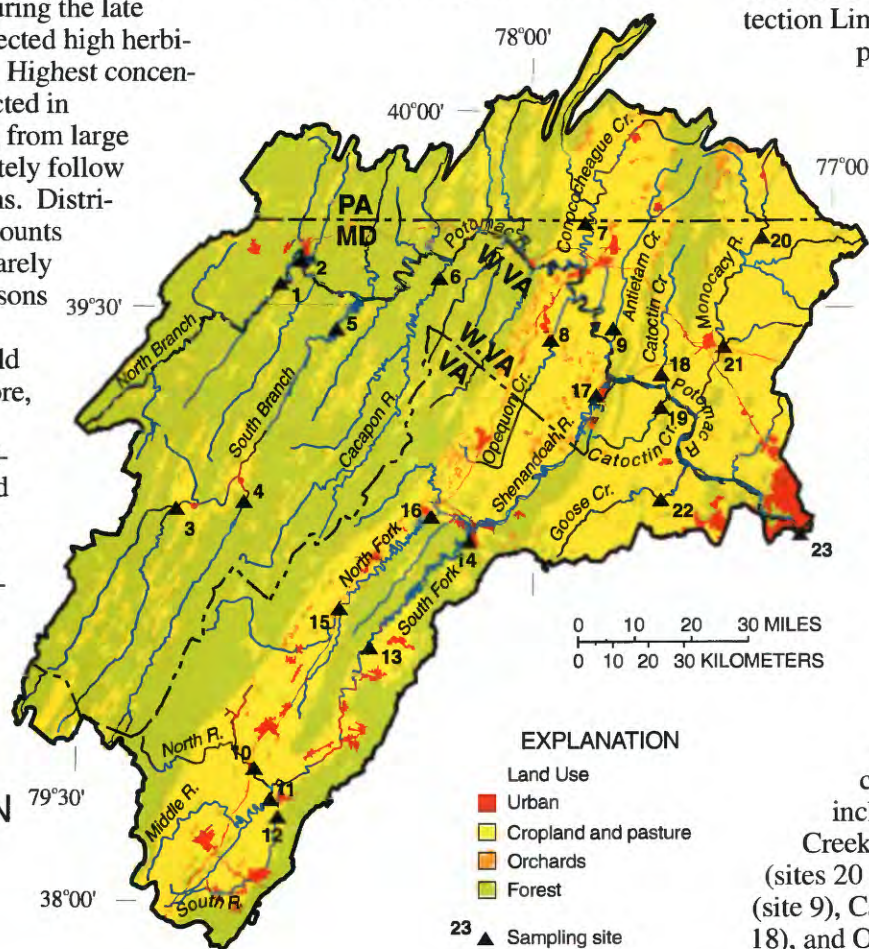 uring the late
ected high herbi-
Highest concen-
cted in
from large
tely follow
ns. Distri-
ounts
arely
sons
ld
ore,
d
N
tection Lin
p
78°00'
40°00'
77°00'
39°30'
79°30'
38°00'
PA
MD
W.VA
W.VA
VA
North Branch
South Branch
Cacapon R.
Potomac R.
Conococheague Cr.
Antietam Cr.
Catoctin Cr
Monocacy R.
Opequon Cr.
Shenandoah R.
Catoctin Cr.
Potomac R
Goose Cr.
North Fork
South Fork
North R.
Middle R.
South R.
1
2
3
4
5
6
7
8
9
10
11
12
13
14
15
16
17
18
19
20
21
22
23
0 10 20 30 MILES
0 10 20 30 KILOMETERS
EXPLANATION
Land Use
Urban
Cropland and pasture
Orchards
Forest
23 Sampling site
c
incl
Creek
(sites 20
(site 9), Ca
18), and O